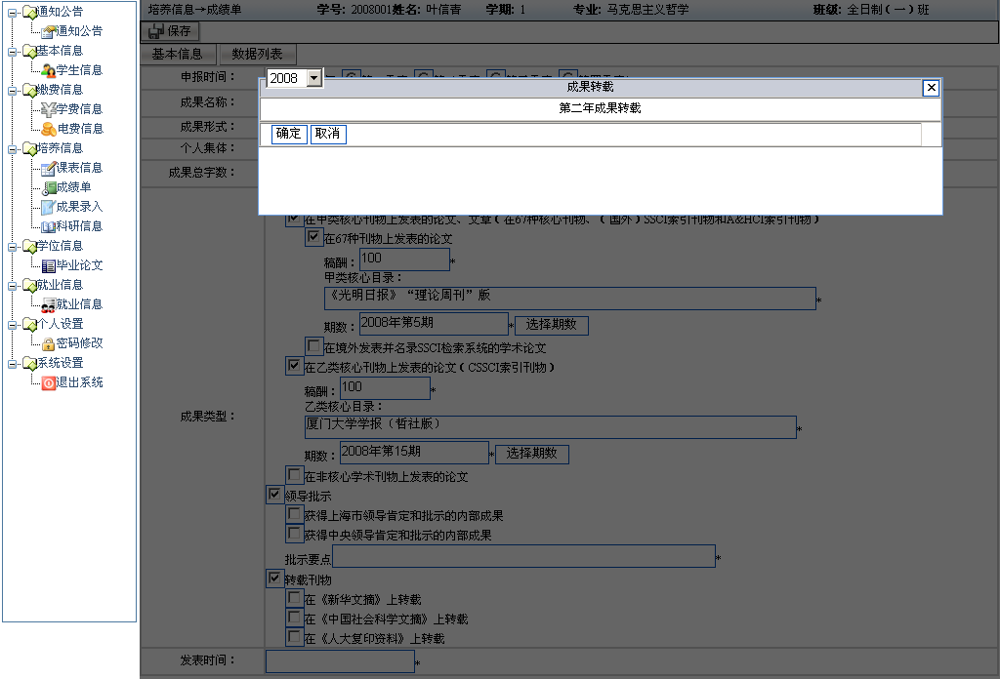 通知公告
通知公告
基本信息
学生信息
缴费信息
学费信息
电费信息
培养信息
课表信息
成绩单
成果录入
科研信息
学位信息
毕业论文
就业信息
就业信息
个人设置
密码修改
系统设置
退出系统
培养信息→成绩单 学号: 2008001姓名: 叶信青 学期: 1 专业: 马克思主义哲学 班级: 全日制（一）班
保存
基本信息 数据列表
申报时间： 2008
成果转载
成果名称：
第二年成果转载
成果形式：
确定 取消
个人集体：
成果总字数：
在甲类核心刊物上发表的论文、文章（在67种核心刊物、（国外）SSCI索引刊物和A&HCI索引刊物）
在67种刊物上发表的论文
稿酬：100*
甲类核心目录：
《光明日报》“理论周刊”版*
期数：2008年第5期* 选择期数
在境外发表并名录SSCI检索系统的学术论文
在乙类核心刊物上发表的论文（CSSCI索引刊物）
稿酬：100*
乙类核心目录：
成果类型：
厦门大学学报（哲社版）*
期数：2008年第15期* 选择期数
在非核心学术刊物上发表的论文
领导批示
获得上海市领导肯定和批示的内部成果
获得中央领导肯定和批示的内部成果
批示要点*
转载刊物
在《新华文摘》上转载
在《中国社会科学文摘》上转载
在《人大复印资料》上转载
发表时间：*